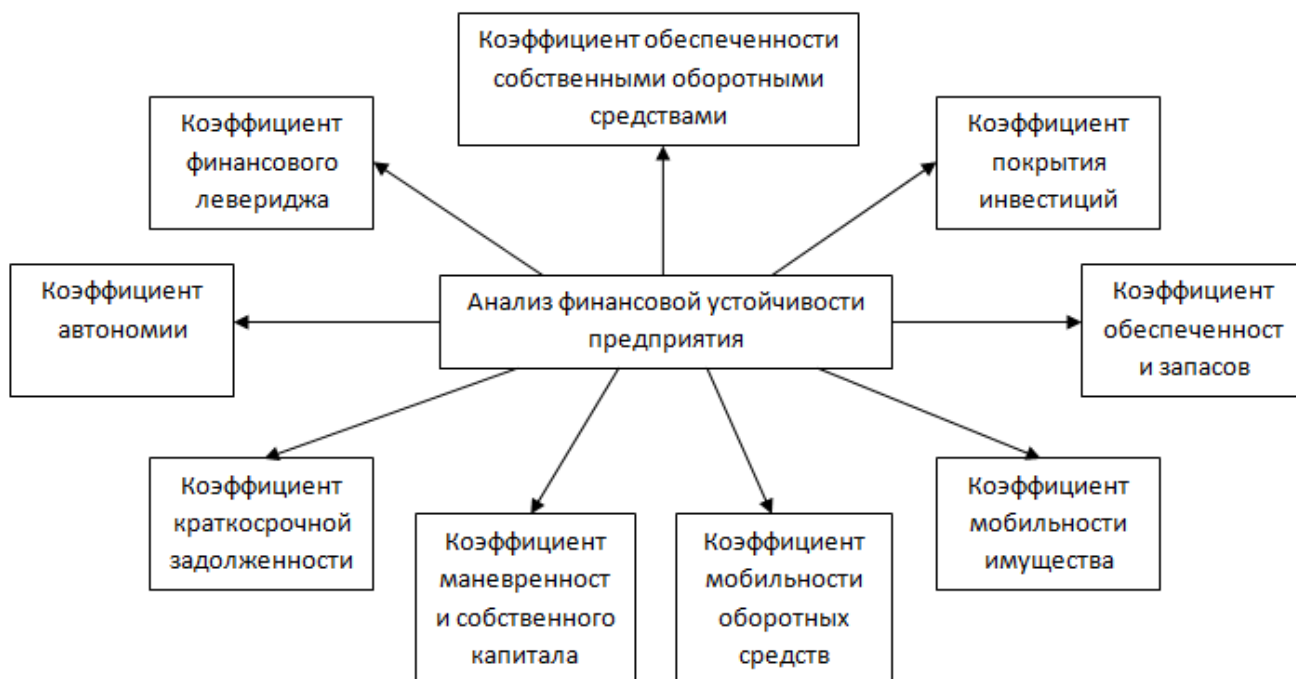 Коэффициент обеспеченности
собственными оборотными
средствами
Коэффициент
финансового
левериджа
Коэффициент
покрытия
инвестиций
Коэффициент
автономии
Анализ финансовой устойчивости
предприятия
Коэффициент
обеспеченност
и запасов
Коэффициент
краткосрочной
задолженности
Коэффициент
маневренност
и собственного
капитала
Коэффициент
мобильности
оборотных
средств
Коэффициент
мобильности
имущества